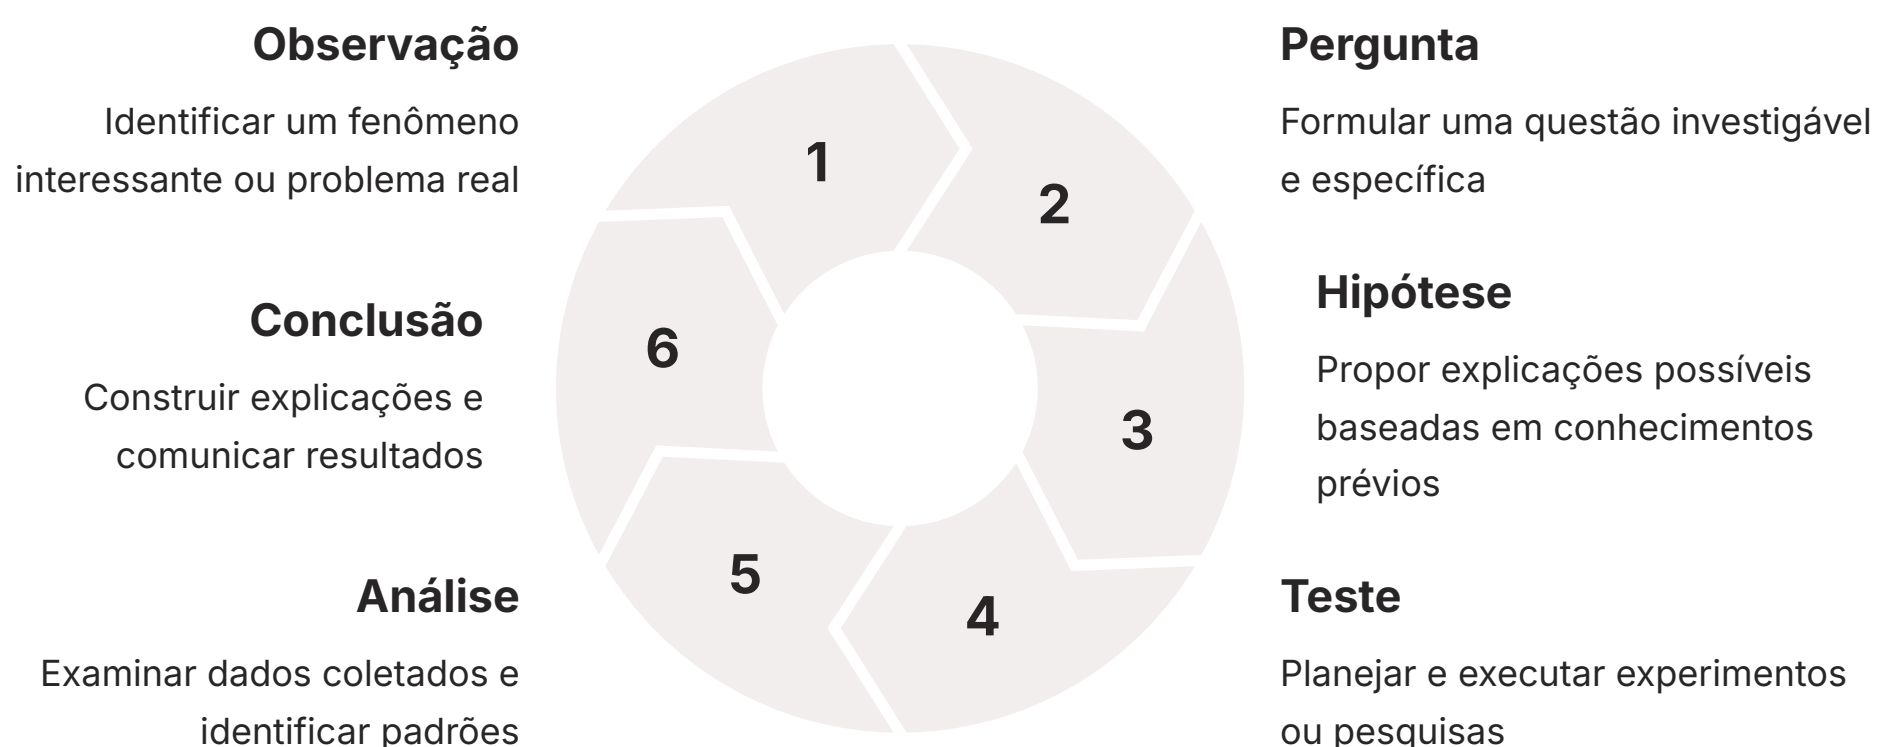 Observação
Identificar um fenômeno
interessante ou problema real
1
Pergunta
Formular uma questão investigável
e específica
2
Hipótese
Propor explicações possíveis
baseadas em conhecimentos
prévios
3
Teste
Planejar e executar experimentos
ou pesquisas
4
Análise
Examinar dados coletados e
identificar padrões
5
Conclusão
Construir explicações e
comunicar resultados
6